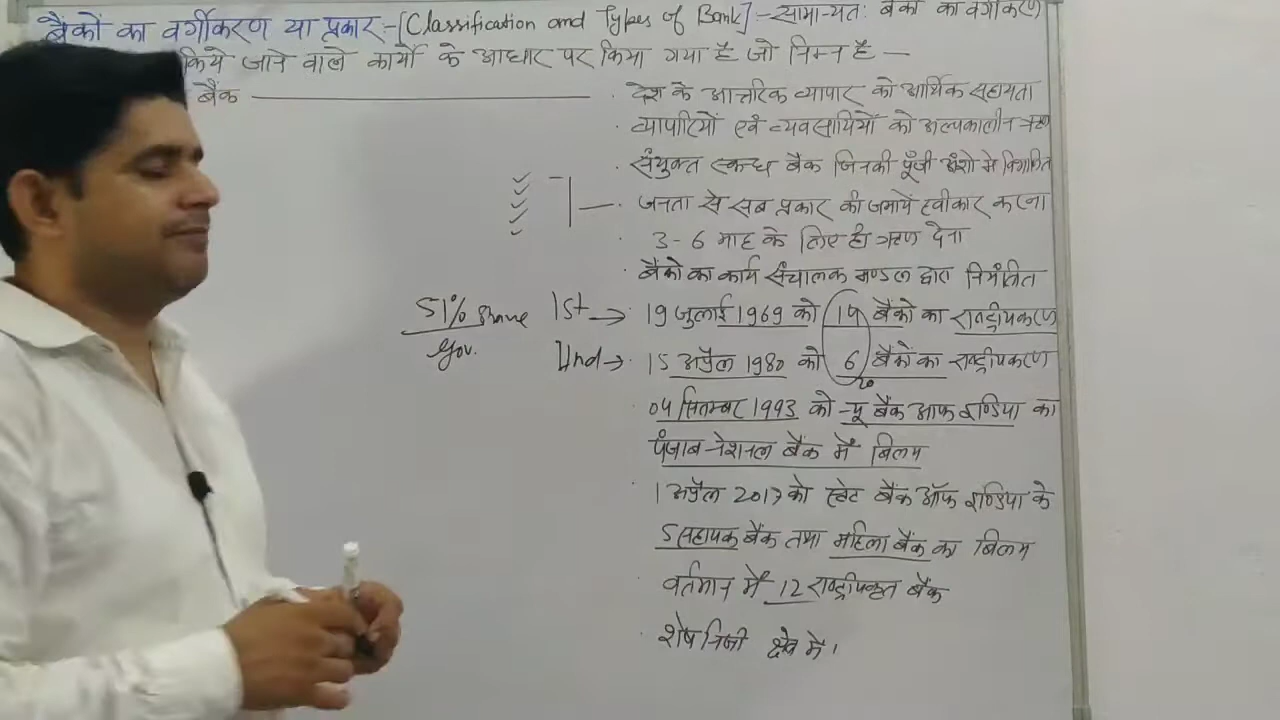 बैंकों का वर्गीकरण या प्रकार:-[Classification and Types of Bank]:- सामान्यतः बैंकों का वर्गीकरण
किये जाने वाले कार्यों के आधार पर किया गया है जो निम्न है —
बैंक ———— · देश के आन्तरिक व्यापार को आर्थिक सहायता
· व्यापारियों एवं व्यवसायियों को अल्पकालीन ऋण
· संयुक्त स्कन्ध बैंक जिनकी पूँजी अंशो में विभाजित
· जनता से सब प्रकार की जमायें स्वीकार करना
· 3-6 माह के लिए ही ऋण देना
· बैंको का कार्य संचालक मण्डल द्वारा नियंत्रित
51% Share Ist → · 19 जुलाई 1969 को 14 बैंको का राष्ट्रीयकरण
Gov. IInd → · 15 अप्रैल 1980 को 6 बैंको का राष्ट्रीयकरण
20
· 04 सितम्बर 1993 को न्यू बैंक आफ इण्डिया का
पंजाब नेशनल बैंक में विलय
· 1 अप्रैल 2017 को स्टेट बैंक ऑफ इण्डिया के
5 सहायक बैंक तथा महिला बैंक का विलय
· वर्तमान में 12 राष्ट्रीयकृत बैंक
· शेष निजी क्षेत्र में।